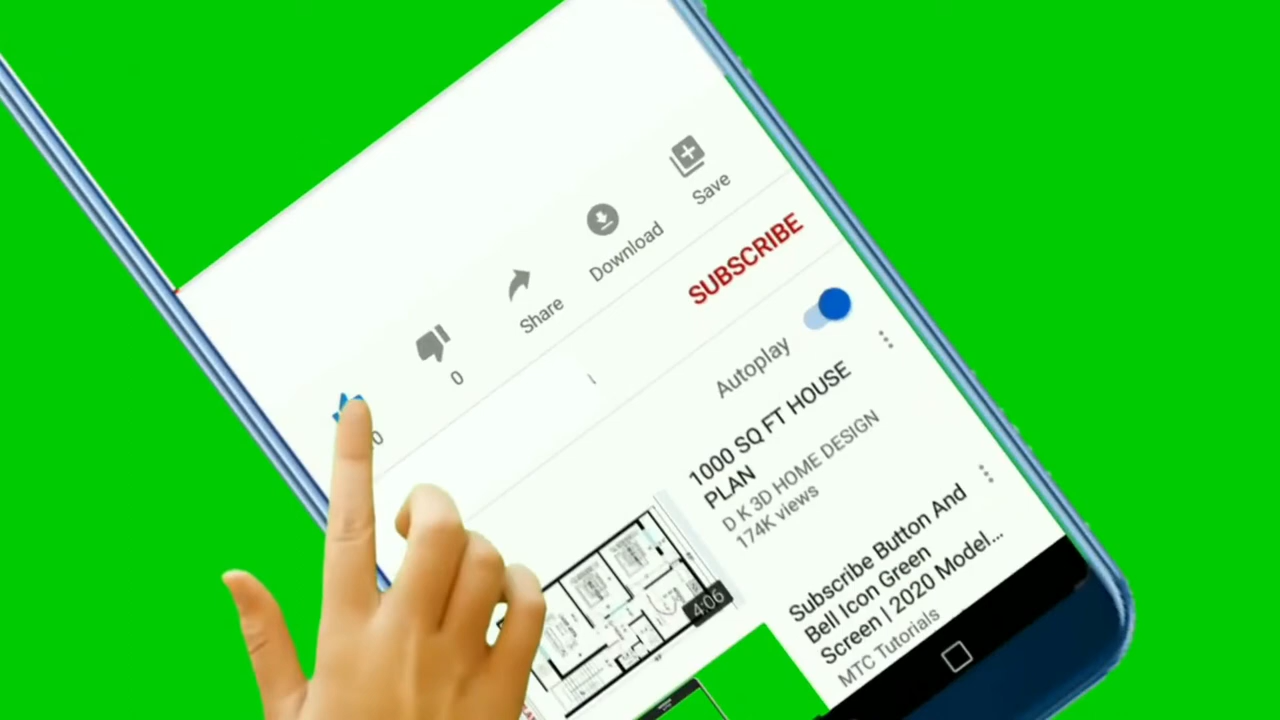 0
0
Share
Download
Save
SUBSCRIBE
Autoplay
1000 SQ FT HOUSE
PLAN
D K 3D HOME DESIGN
174K views
4:06
Subscribe Button And
Bell Icon Green
Screen | 2020 Model...
MTC Tutorials